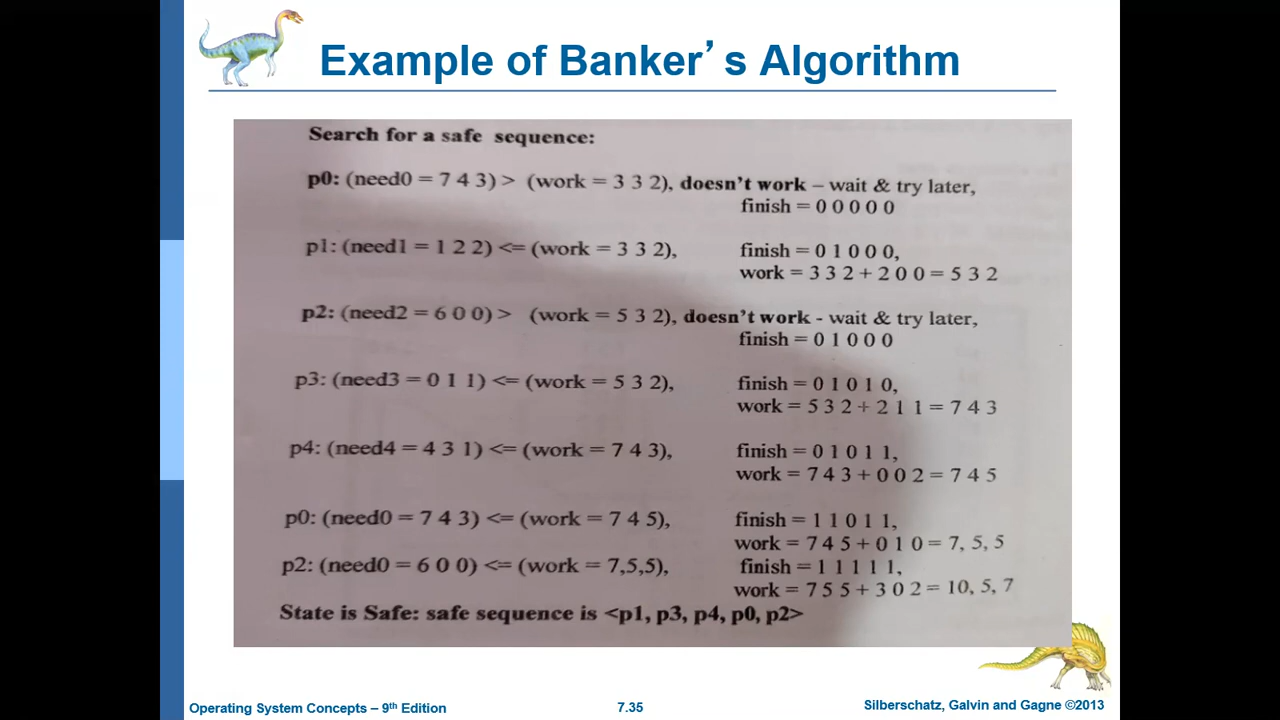 Example of Banker's Algorithm
Search for a safe sequence:
p0: (need0 = 7 4 3) > (work = 3 3 2), doesn't work – wait & try later,
finish = 0 0 0 0 0
p1: (need1 = 1 2 2) <= (work = 3 3 2), finish = 0 1 0 0 0,
work = 3 3 2 + 2 0 0 = 5 3 2
p2: (need2 = 6 0 0) > (work = 5 3 2), doesn't work - wait & try later,
finish = 0 1 0 0 0
p3: (need3 = 0 1 1) <= (work = 5 3 2), finish = 0 1 0 1 0,
work = 5 3 2 + 2 1 1 = 7 4 3
p4: (need4 = 4 3 1) <= (work = 7 4 3), finish = 0 1 0 1 1,
work = 7 4 3 + 0 0 2 = 7 4 5
p0: (need0 = 7 4 3) <= (work = 7 4 5), finish = 1 1 0 1 1,
work = 7 4 5 + 0 1 0 = 7, 5, 5
p2: (need0 = 6 0 0) <= (work = 7,5,5), finish = 1 1 1 1 1,
work = 7 5 5 + 3 0 2 = 10, 5, 7
State is Safe: safe sequence is <p1, p3, p4, p0, p2>
Operating System Concepts – 9th Edition 7.35 Silberschatz, Galvin and Gagne ©2013